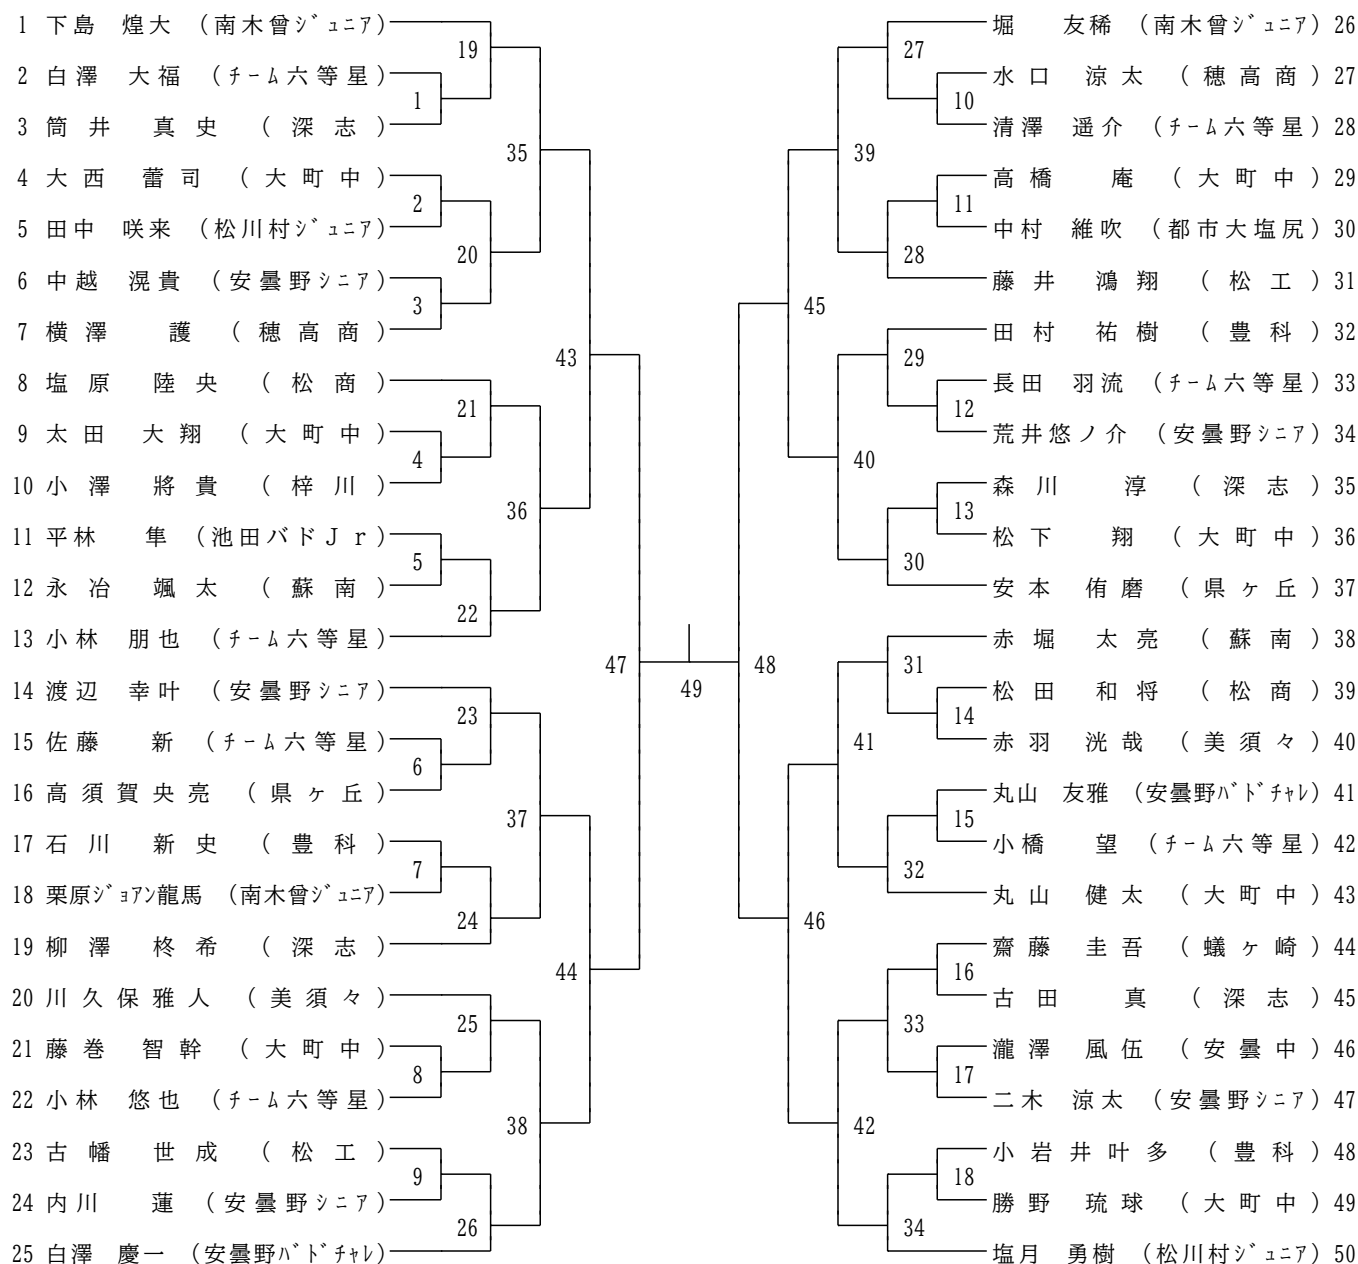 1 下島 煌大 (南木曾ｼﾞｭﾆｱ)
2 白澤 大福 (ﾁｰﾑ六等星)
3 筒井 真史 (深志)
4 大西 蕾司 (大町中)
5 田中 咲来 (松川村ｼﾞｭﾆｱ)
6 中越 滉貴 (安曇野ｼﾆｱ)
7 横澤 護 (穂高商)
8 塩原 陸央 (松商)
9 太田 大翔 (大町中)
10 小澤 將貴 (梓川)
11 平林 隼 (池田バドＪｒ)
12 永冶 颯太 (蘇南)
13 小林 朋也 (ﾁｰﾑ六等星)
14 渡辺 幸叶 (安曇野ｼﾆｱ)
15 佐藤 新 (ﾁｰﾑ六等星)
16 高須賀央亮 (県ヶ丘)
17 石川 新史 (豊科)
18 栗原ｼﾞｮｱﾝ龍馬 (南木曾ｼﾞｭﾆｱ)
19 柳澤 柊希 (深志)
20 川久保雅人 (美須々)
21 藤巻 智幹 (大町中)
22 小林 悠也 (ﾁｰﾑ六等星)
23 古幡 世成 (松工)
24 内川 蓮 (安曇野ｼﾆｱ)
25 白澤 慶一 (安曇野ﾊﾞﾄﾞﾁｬﾚ)
19
1
2
3
20
35
21
4
5
22
36
43
23
6
7
24
37
25
8
9
26
38
44
47
49
48
45
46
39
40
41
42
27
10
11
28
29
12
13
30
31
14
15
32
16
33
17
18
34
堀 友稀 (南木曾ｼﾞｭﾆｱ) 26
水口 涼太 (穂高商) 27
清澤 遥介 (ﾁｰﾑ六等星) 28
高橋 庵 (大町中) 29
中村 維吹 (都市大塩尻) 30
藤井 鴻翔 (松工) 31
田村 祐樹 (豊科) 32
長田 羽流 (ﾁｰﾑ六等星) 33
荒井悠ノ介 (安曇野ｼﾆｱ) 34
森川 淳 (深志) 35
松下 翔 (大町中) 36
安本 侑磨 (県ヶ丘) 37
赤堀 太亮 (蘇南) 38
松田 和将 (松商) 39
赤羽 洸哉 (美須々) 40
丸山 友雅 (安曇野ﾊﾞﾄﾞﾁｬﾚ) 41
小橋 望 (ﾁｰﾑ六等星) 42
丸山 健太 (大町中) 43
齋藤 圭吾 (蟻ヶ崎) 44
古田 真 (深志) 45
瀧澤 風伍 (安曇中) 46
二木 涼太 (安曇野ｼﾆｱ) 47
小岩井叶多 (豊科) 48
勝野 琉球 (大町中) 49
塩月 勇樹 (松川村ｼﾞｭﾆｱ) 50